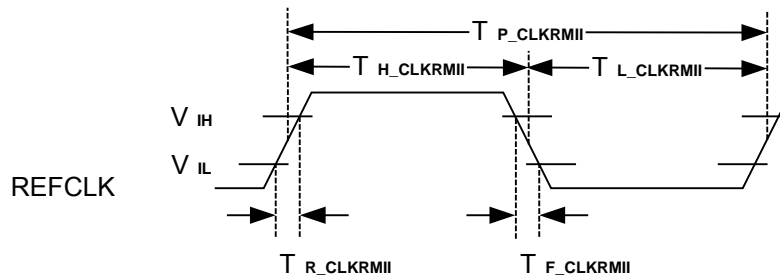 T P_CLKRMII
T H_CLKRMII T L_CLKRMII
V IH
V IL
REFCLK
T R_CLKRMII T F_CLKRMII